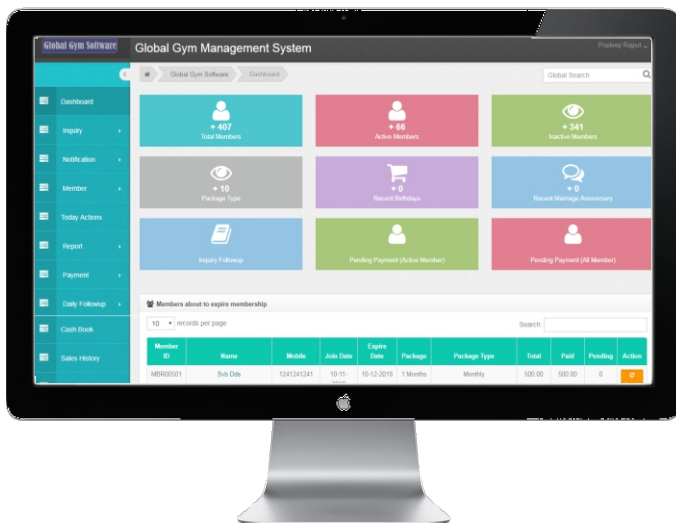 Global Gym Software
Global Gym Management System
Pradeep Rajput
Global Gym Software
Dashboard
Global Search
Dashboard
Inquiry
Notification
Member
Today Actions
Report
Payment
Daily Followup
Cash Book
Sales History
+ 407
Total Members
+ 66
Active Members
+ 341
Inactive Members
+ 10
Package Type
+ 0
Recent Birthdays
+ 0
Recent Marriage Anniversary
Inquiry Followup
Pending Payment (Active Member)
Pending Payment (All Member)
Members about to expire membership
10 records per page
Search:
Member ID Name Mobile Join Date Expire Date Package Package Type Total Paid Pending Action
MBR00501 Svb Dds 1241241241 10-11- 10-12-2018 1 Months Monthly 500.00 500.00 0